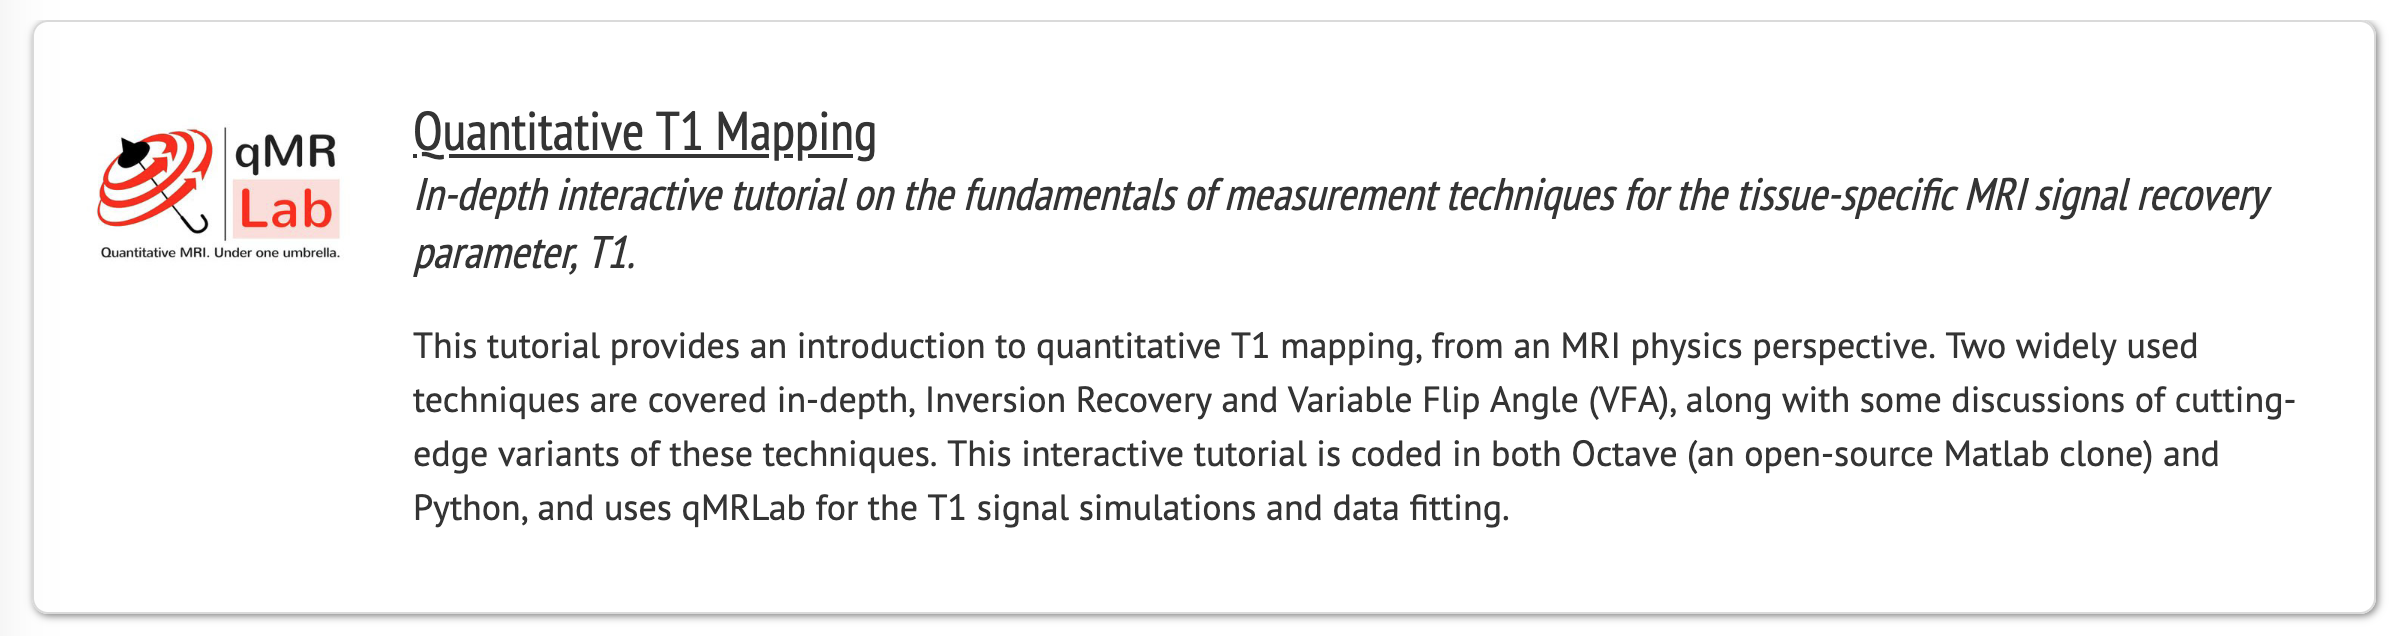 qMR
Lab
Quantitative MRI. Under one umbrella.
Quantitative T1 Mapping
In-depth interactive tutorial on the fundamentals of measurement techniques for the tissue-specific MRI signal recovery
parameter, T1.
This tutorial provides an introduction to quantitative T1 mapping, from an MRI physics perspective. Two widely used
techniques are covered in-depth, Inversion Recovery and Variable Flip Angle (VFA), along with some discussions of cutting-
edge variants of these techniques. This interactive tutorial is coded in both Octave (an open-source Matlab clone) and
Python, and uses qMRLab for the T1 signal simulations and data fitting.